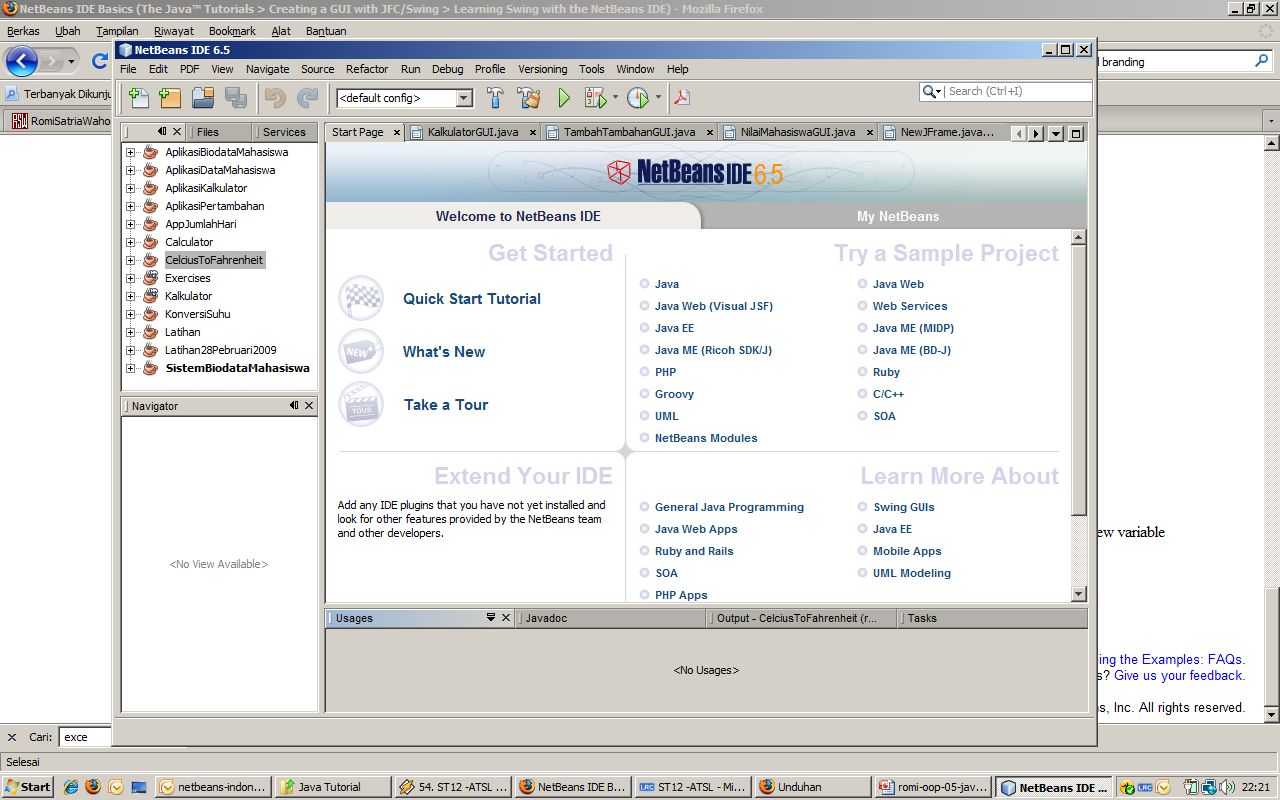 NetBeans IDE Basics (The Java™ Tutorials > Creating a GUI with JFC/Swing > Learning Swing with the NetBeans IDE) - Mozilla Firefox
Berkas Ubah Tampilan Riwayat Bookmark Alat Bantuan
NetBeans IDE 6.5
File Edit PDF View Navigate Source Refactor Run Debug Profile Versioning Tools Window Help
branding
Terbanyak Dikunju
<default config>
Search (Ctrl+I)
RomiSatriaWaho
Files Services
Start Page KalkulatorGUI.java TambahTambahanGUI.java NilaiMahasiswaGUI.java NewJFrame.java...
AplikasiBiodataMahasiswa
AplikasiDataMahasiswa
AplikasiKalkulator
AplikasiPertambahan
AppJumlahHari
Calculator
CelciusToFahrenheit
Exercises
Kalkulator
KonversiSuhu
Latihan
Latihan28Pebruari2009
SistemBiodataMahasiswa
Navigator
<No View Available>
NetBeans IDE 6.5
Welcome to NetBeans IDE My NetBeans
Get Started
Quick Start Tutorial
NEW What's New
TOUR Take a Tour
Try a Sample Project
Java
Java Web (Visual JSF)
Java EE
Java ME (Ricoh SDK/J)
PHP
Groovy
UML
NetBeans Modules
Java Web
Web Services
Java ME (MIDP)
Java ME (BD-J)
Ruby
C/C++
SOA
Extend Your IDE
Add any IDE plugins that you have not yet installed and
look for other features provided by the NetBeans team
and other developers.
Learn More About
General Java Programming
Java Web Apps
Ruby and Rails
SOA
PHP Apps
Swing GUIs
Java EE
Mobile Apps
UML Modeling
Usages Javadoc Output - CelciusToFahrenheit (r... Tasks
<No Usages>
ew variable
ing the Examples: FAQs.
s? Give us your feedback.
s, Inc. All rights reserved.
Cari: exce
Selesai
Start netbeans-indon... Java Tutorial 54. ST12 -ATSL ... NetBeans IDE B... LRC ST12 -ATSL - Mi... Unduhan romi-oop-05-jav... NetBeans IDE ... LRC 22:21